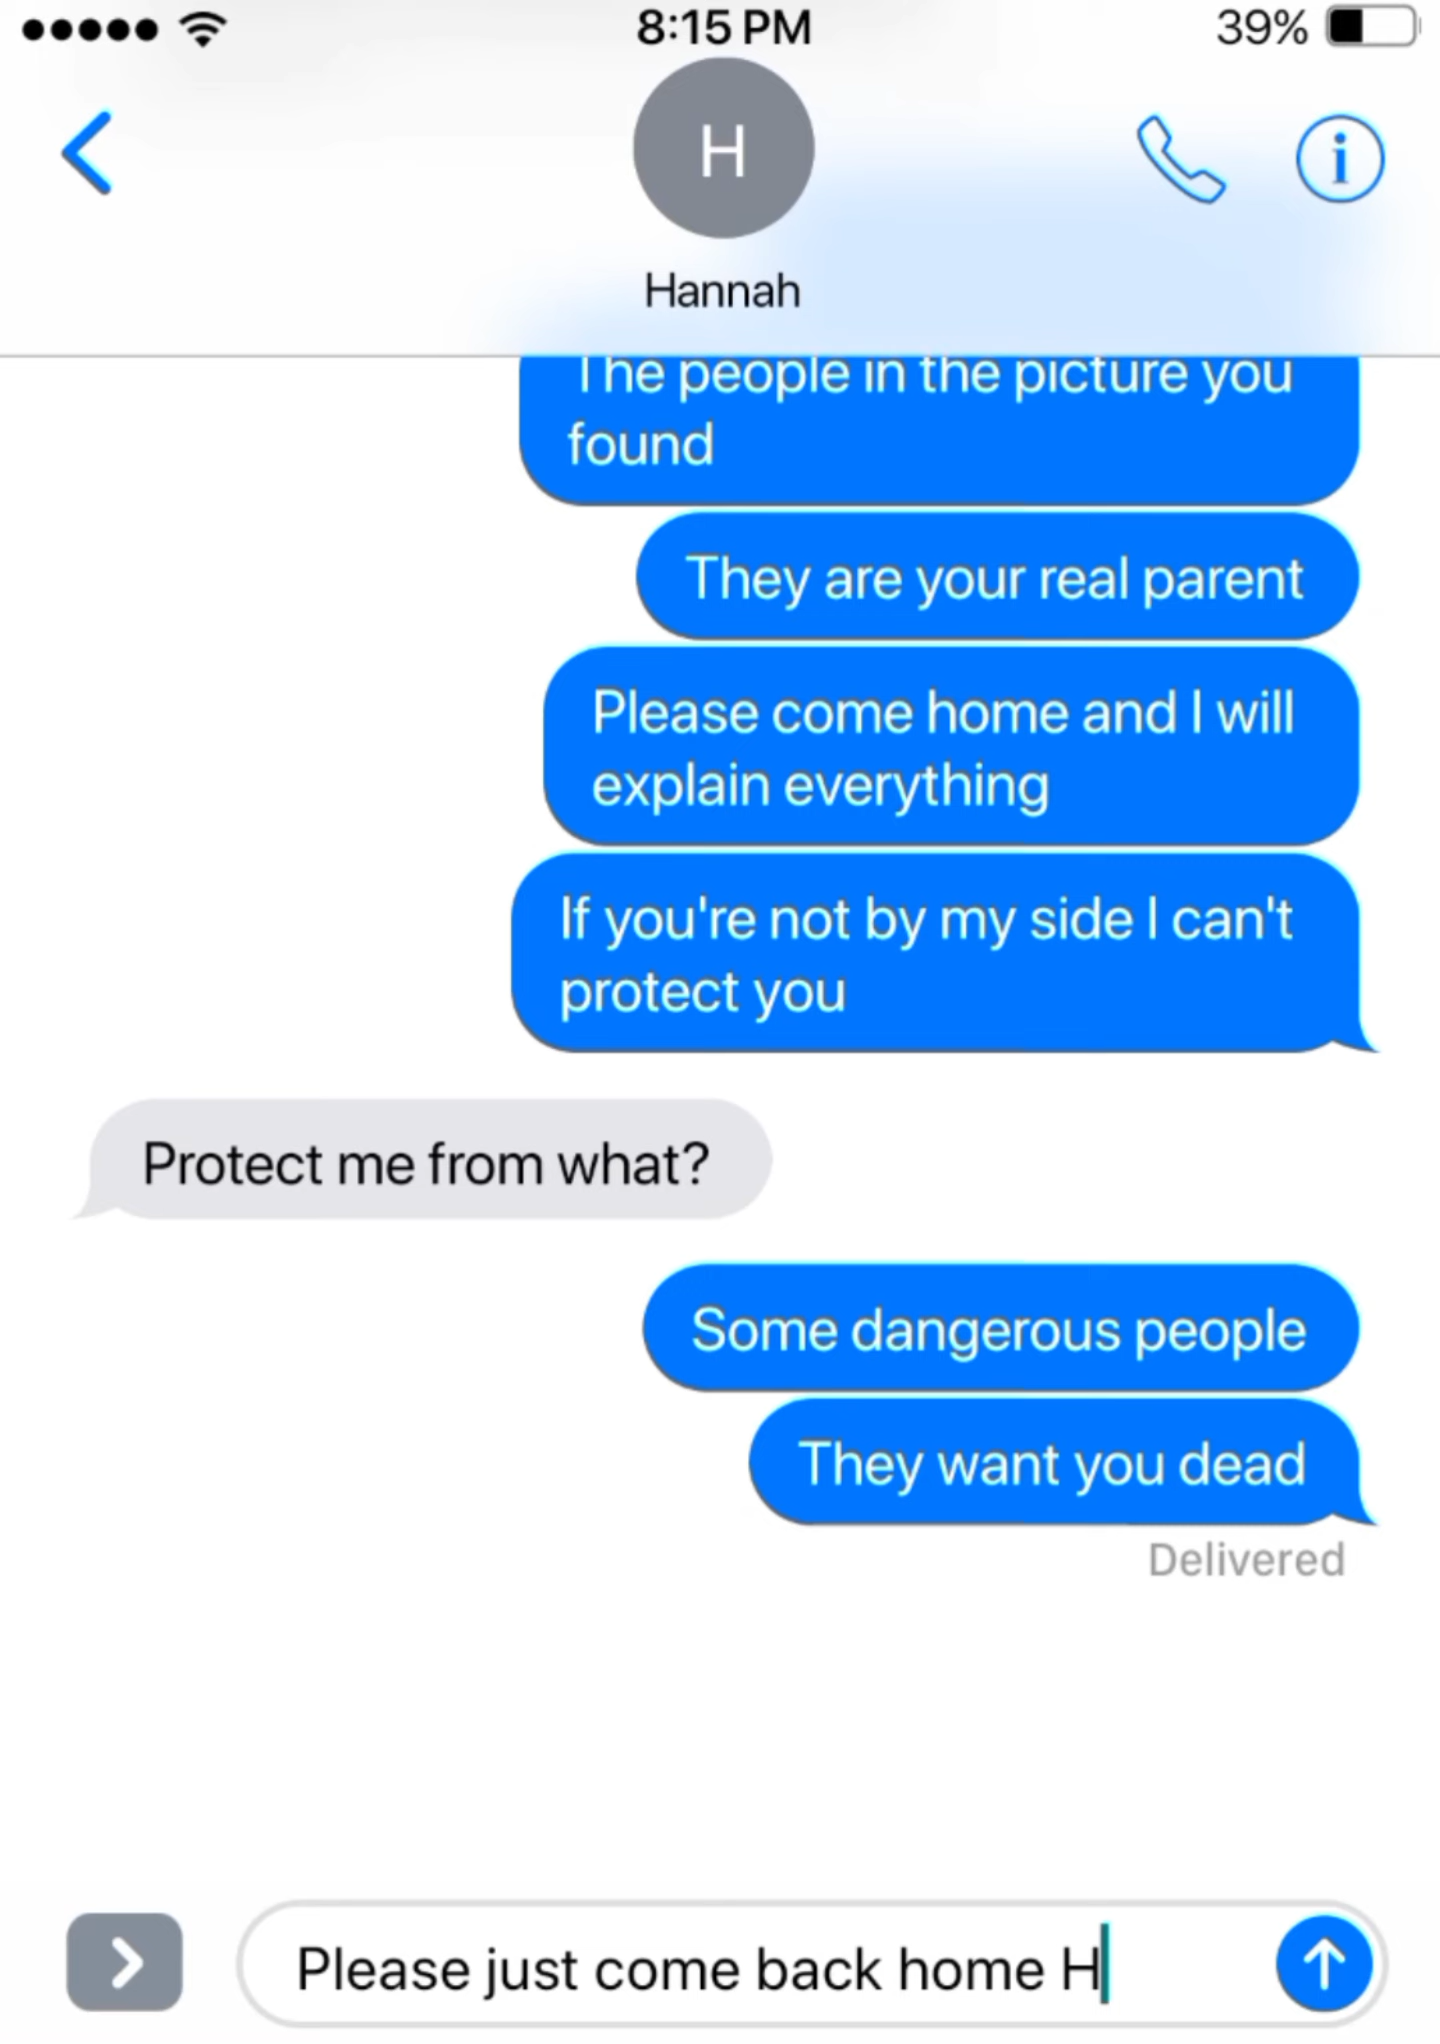 8:15 PM
39%
H
Hannah
The people in the picture you
found
They are your real parent
Please come home and I will
explain everything
If you're not by my side I can't
protect you
Protect me from what?
Some dangerous people
They want you dead
Delivered
Please just come back home H